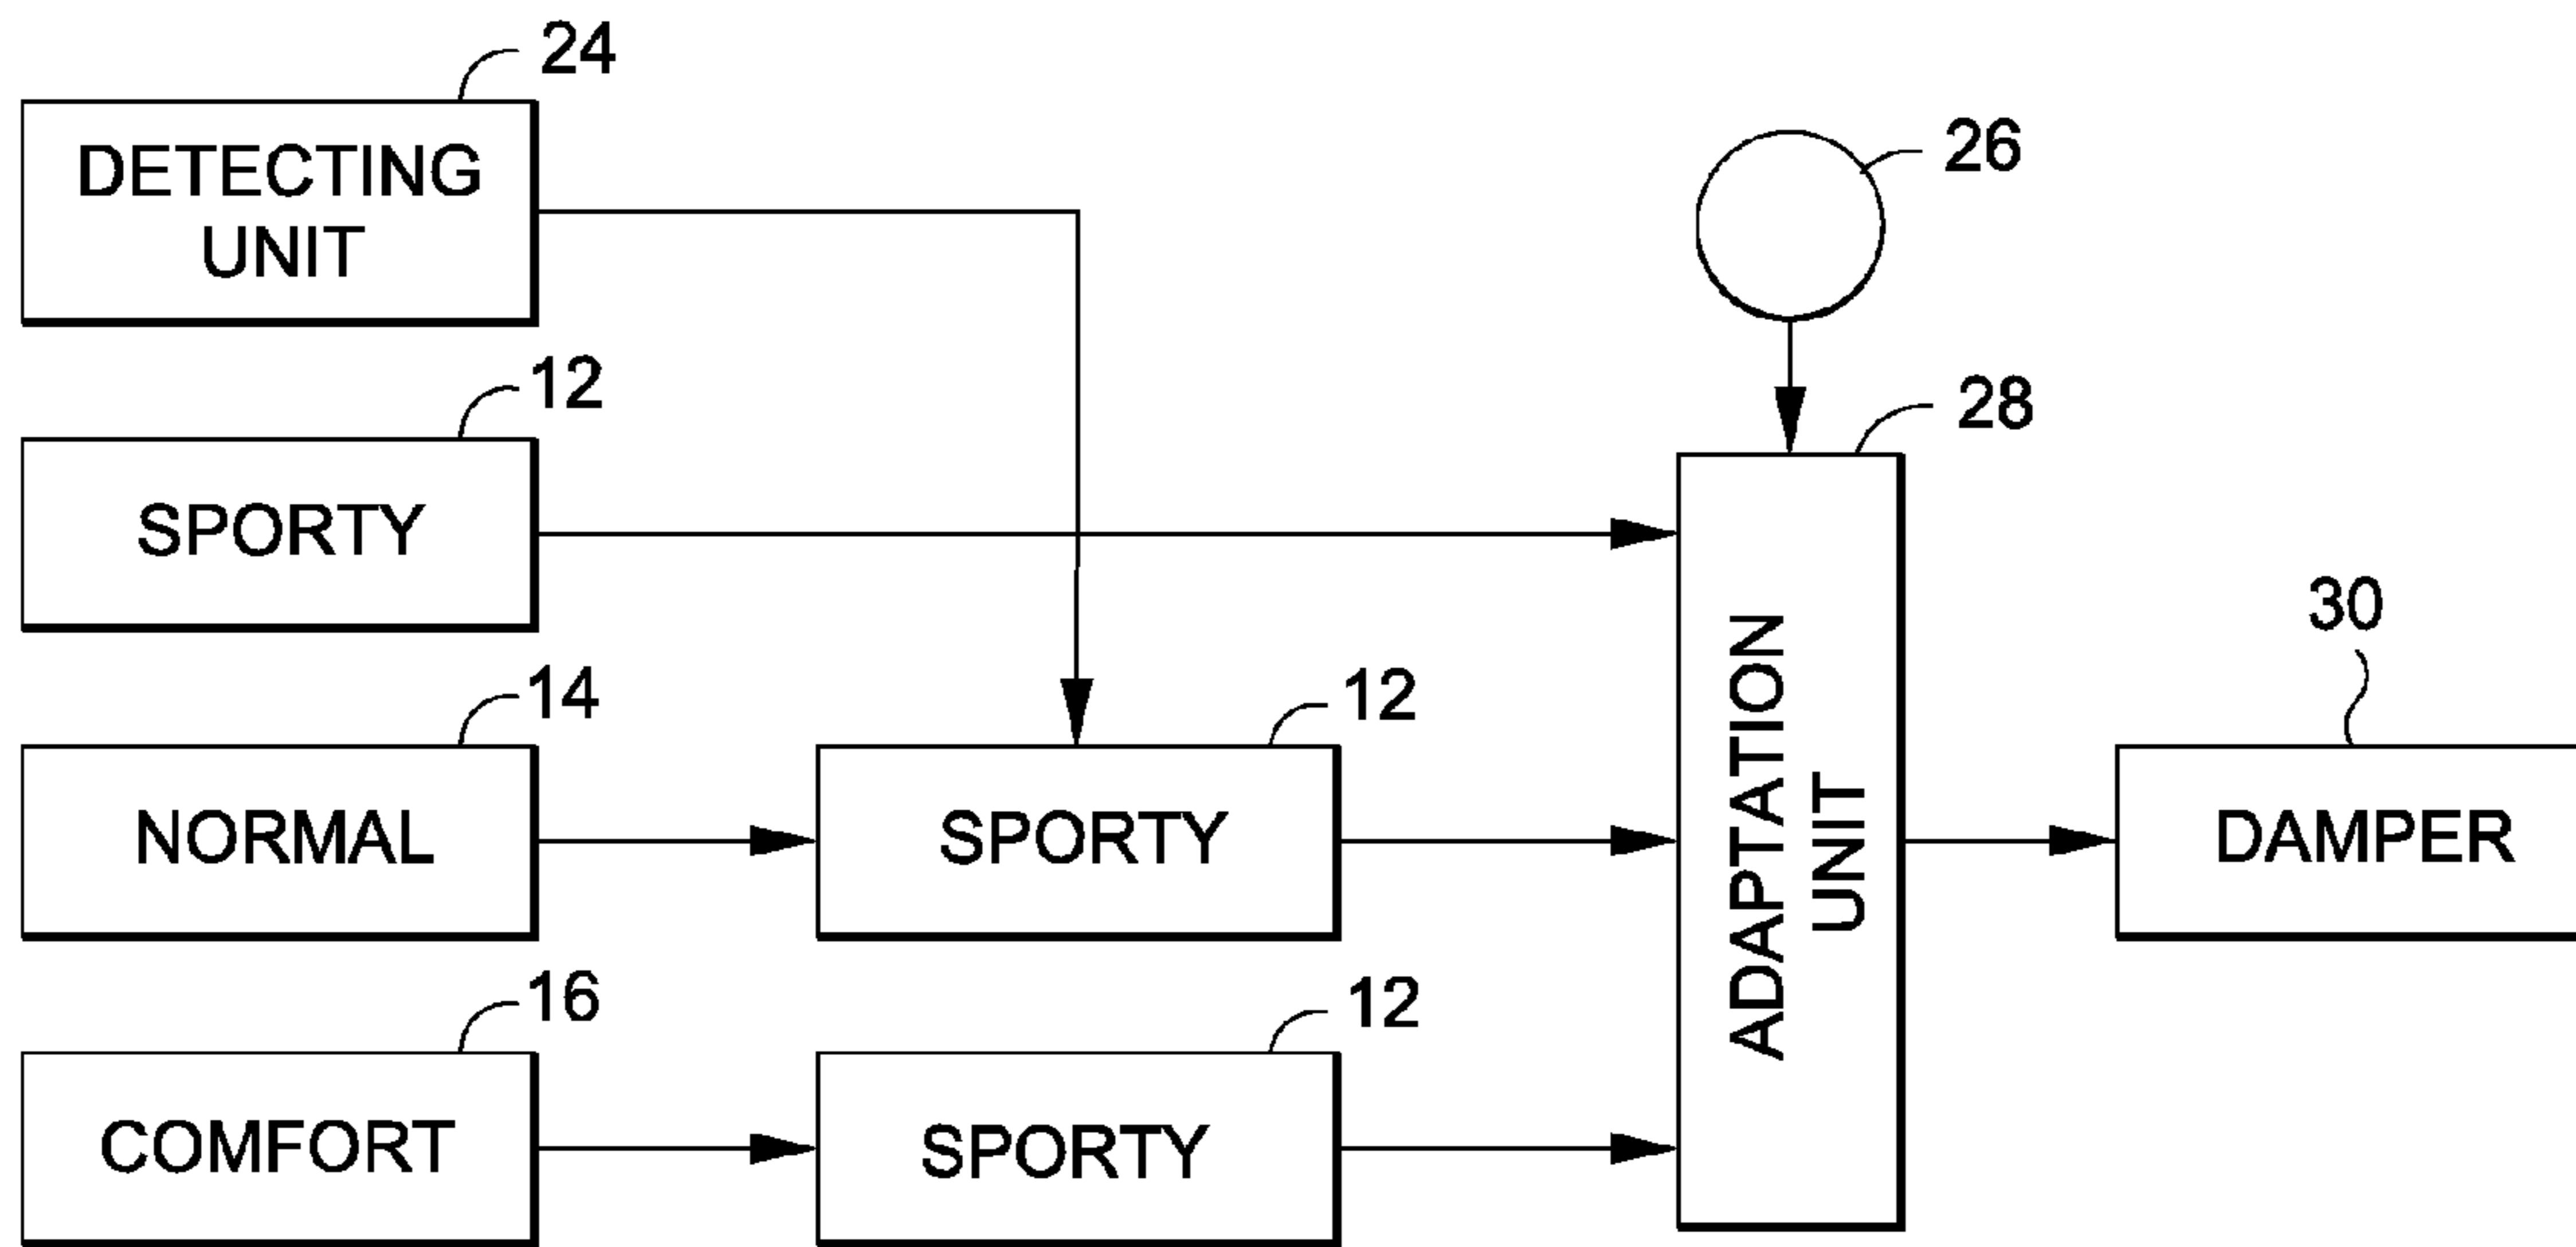 24
DETECTING
UNIT
26
12
SPORTY
28
ADAPTATION
UNIT
14
NORMAL
12
SPORTY
30
DAMPER
16
COMFORT
12
SPORTY